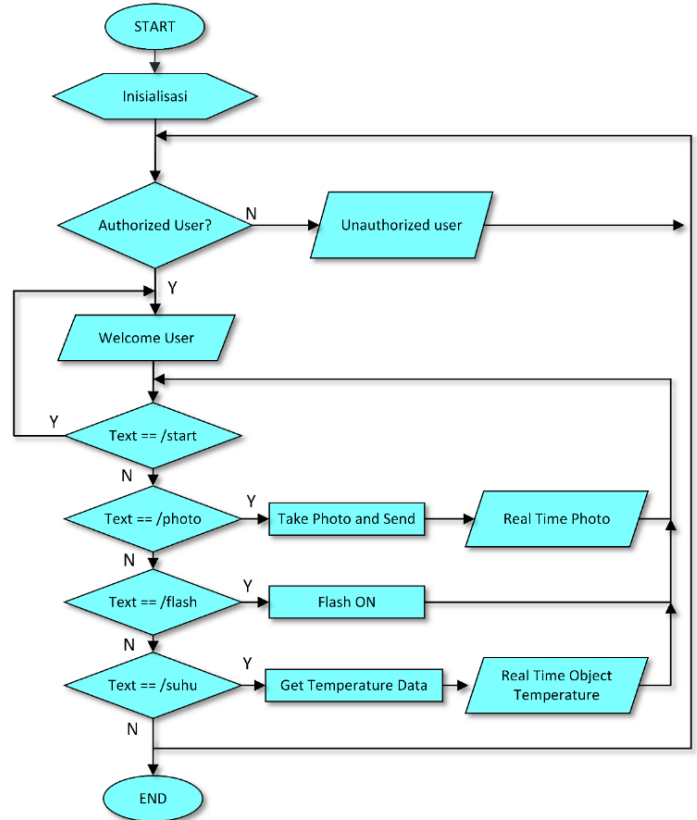 START
Inisialisasi
Authorized User?
N
Unauthorized user
Y
Welcome User
Y
Text == /start
N
Text == /photo
Y
Take Photo and Send
Real Time Photo
N
Text == /flash
Y
Flash ON
N
Text == /suhu
Y
Get Temperature Data
Real Time Object
Temperature
N
END